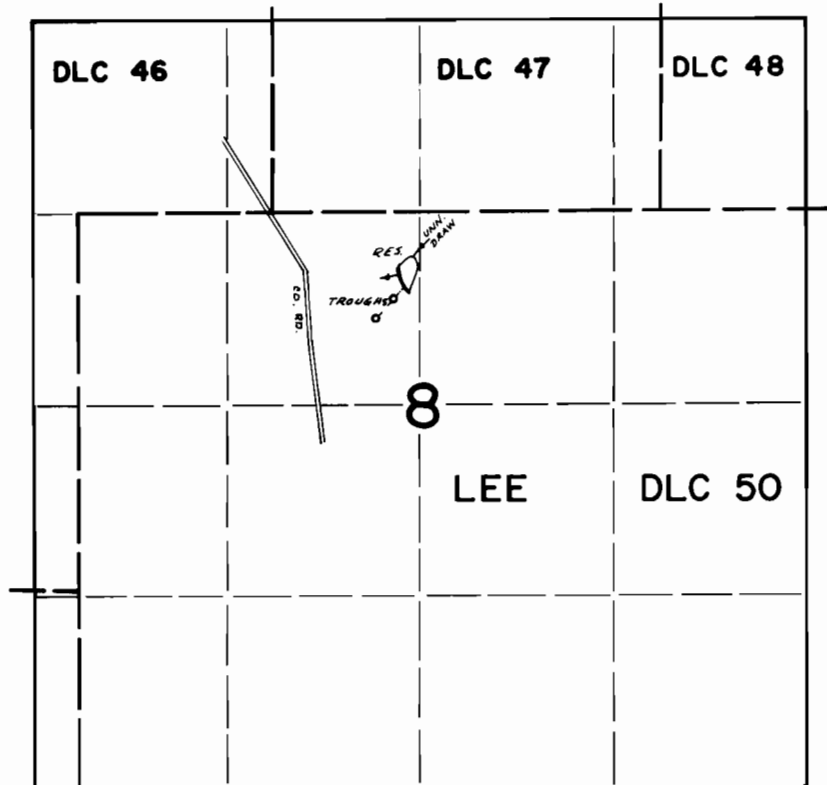 DLC 46
DLC 47
DLC 48
UNN.
DRAW
RES.
TROUGHS
CO. RD.
8
LEE
DLC 50